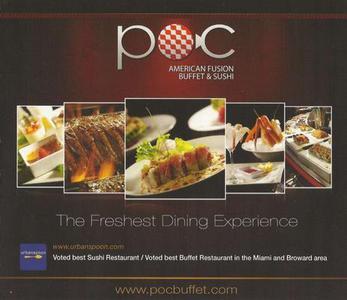 poc
AMERICAN FUSION
BUFFET & SUSHI
The Freshest Dining Experience
urbanspoon
www.urbanspoon.com
Voted best Sushi Restaurant / Voted best Buffet Restaurant in the Miami and Broward area
www.pocbuffet.com